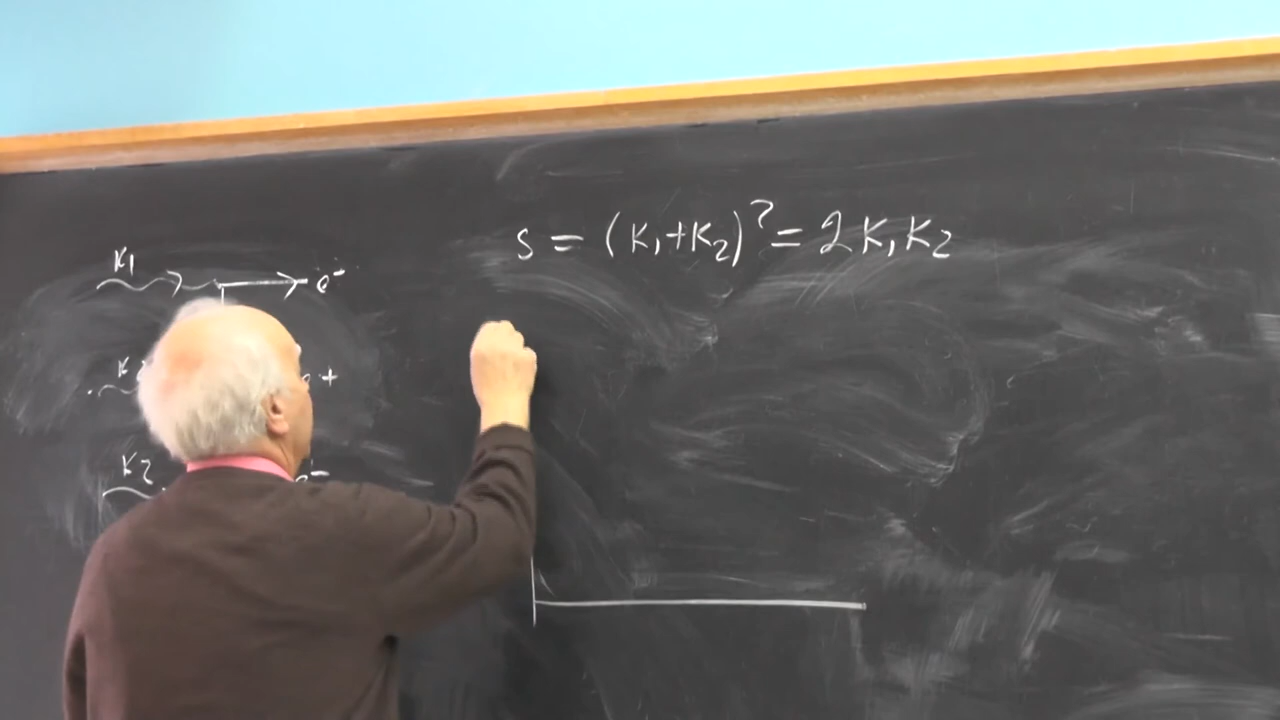 s = (K₁+K₂)² = 2K₁K₂
K₁ e⁻
K +
K₂ e⁻